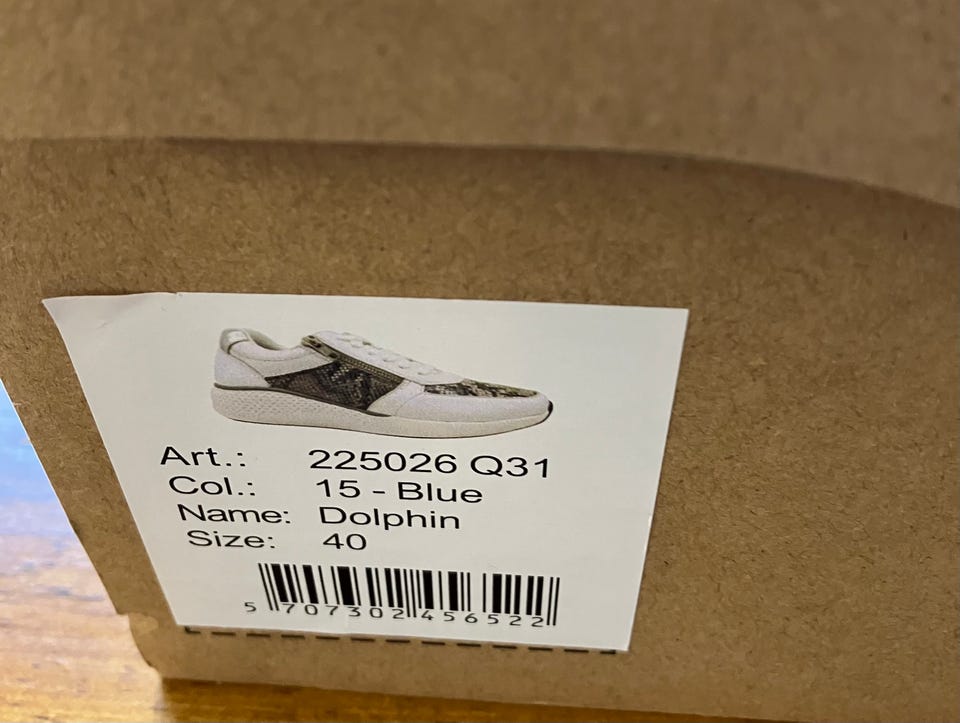 Art.: 225026 Q31
Col.: 15 - Blue
Name: Dolphin
Size: 40
5 707302 456522